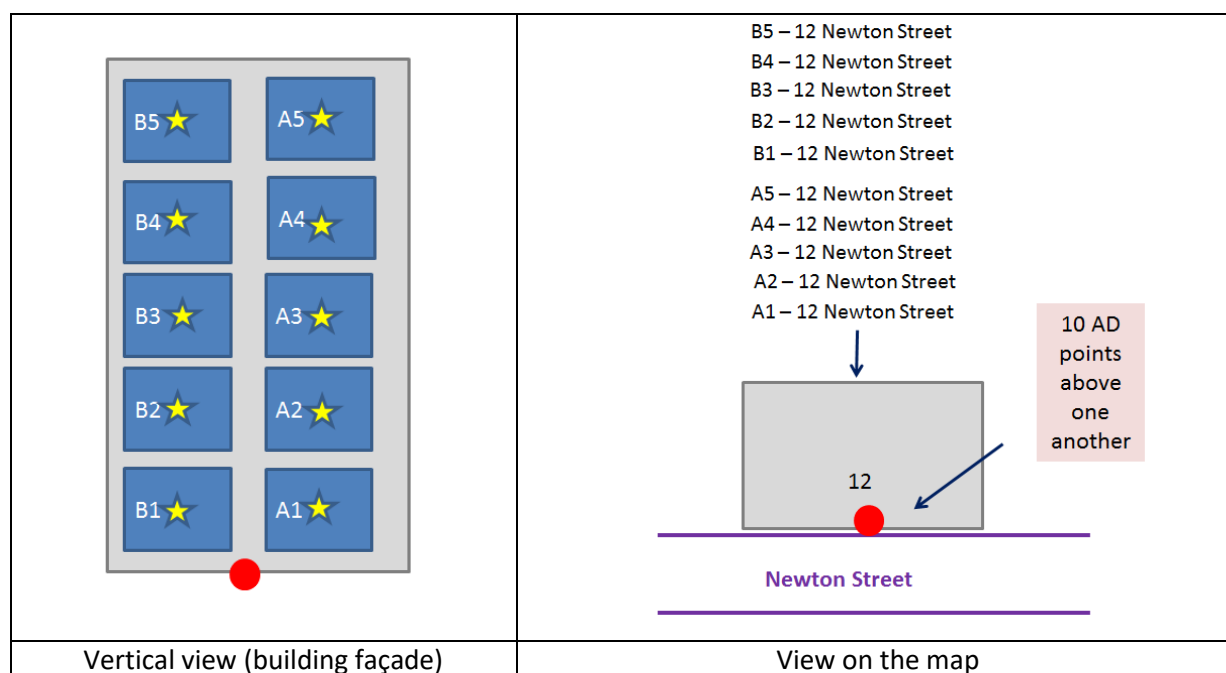 B5
A5
B4
A4
B3
A3
B2
A2
B1
A1
Vertical view (building façade)
B5 – 12 Newton Street
B4 – 12 Newton Street
B3 – 12 Newton Street
B2 – 12 Newton Street
B1 – 12 Newton Street
A5 – 12 Newton Street
A4 – 12 Newton Street
A3 – 12 Newton Street
A2 – 12 Newton Street
A1 – 12 Newton Street
10 AD
points
above
one
another
12
Newton Street
View on the map